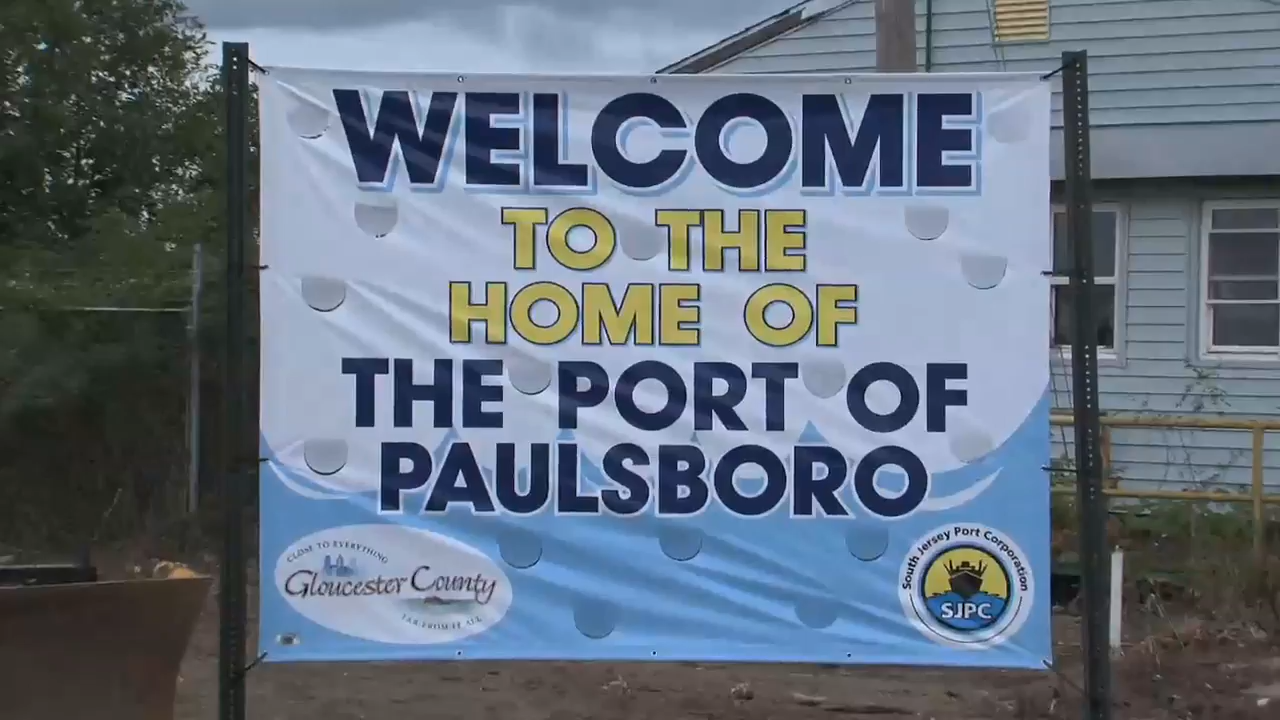 WELCOME
TO THE
HOME OF
THE PORT OF
PAULSBORO
CLOSE TO EVERYTHING
Gloucester County
FAR FROM IT ALL
South Jersey Port Corporation
SJPC